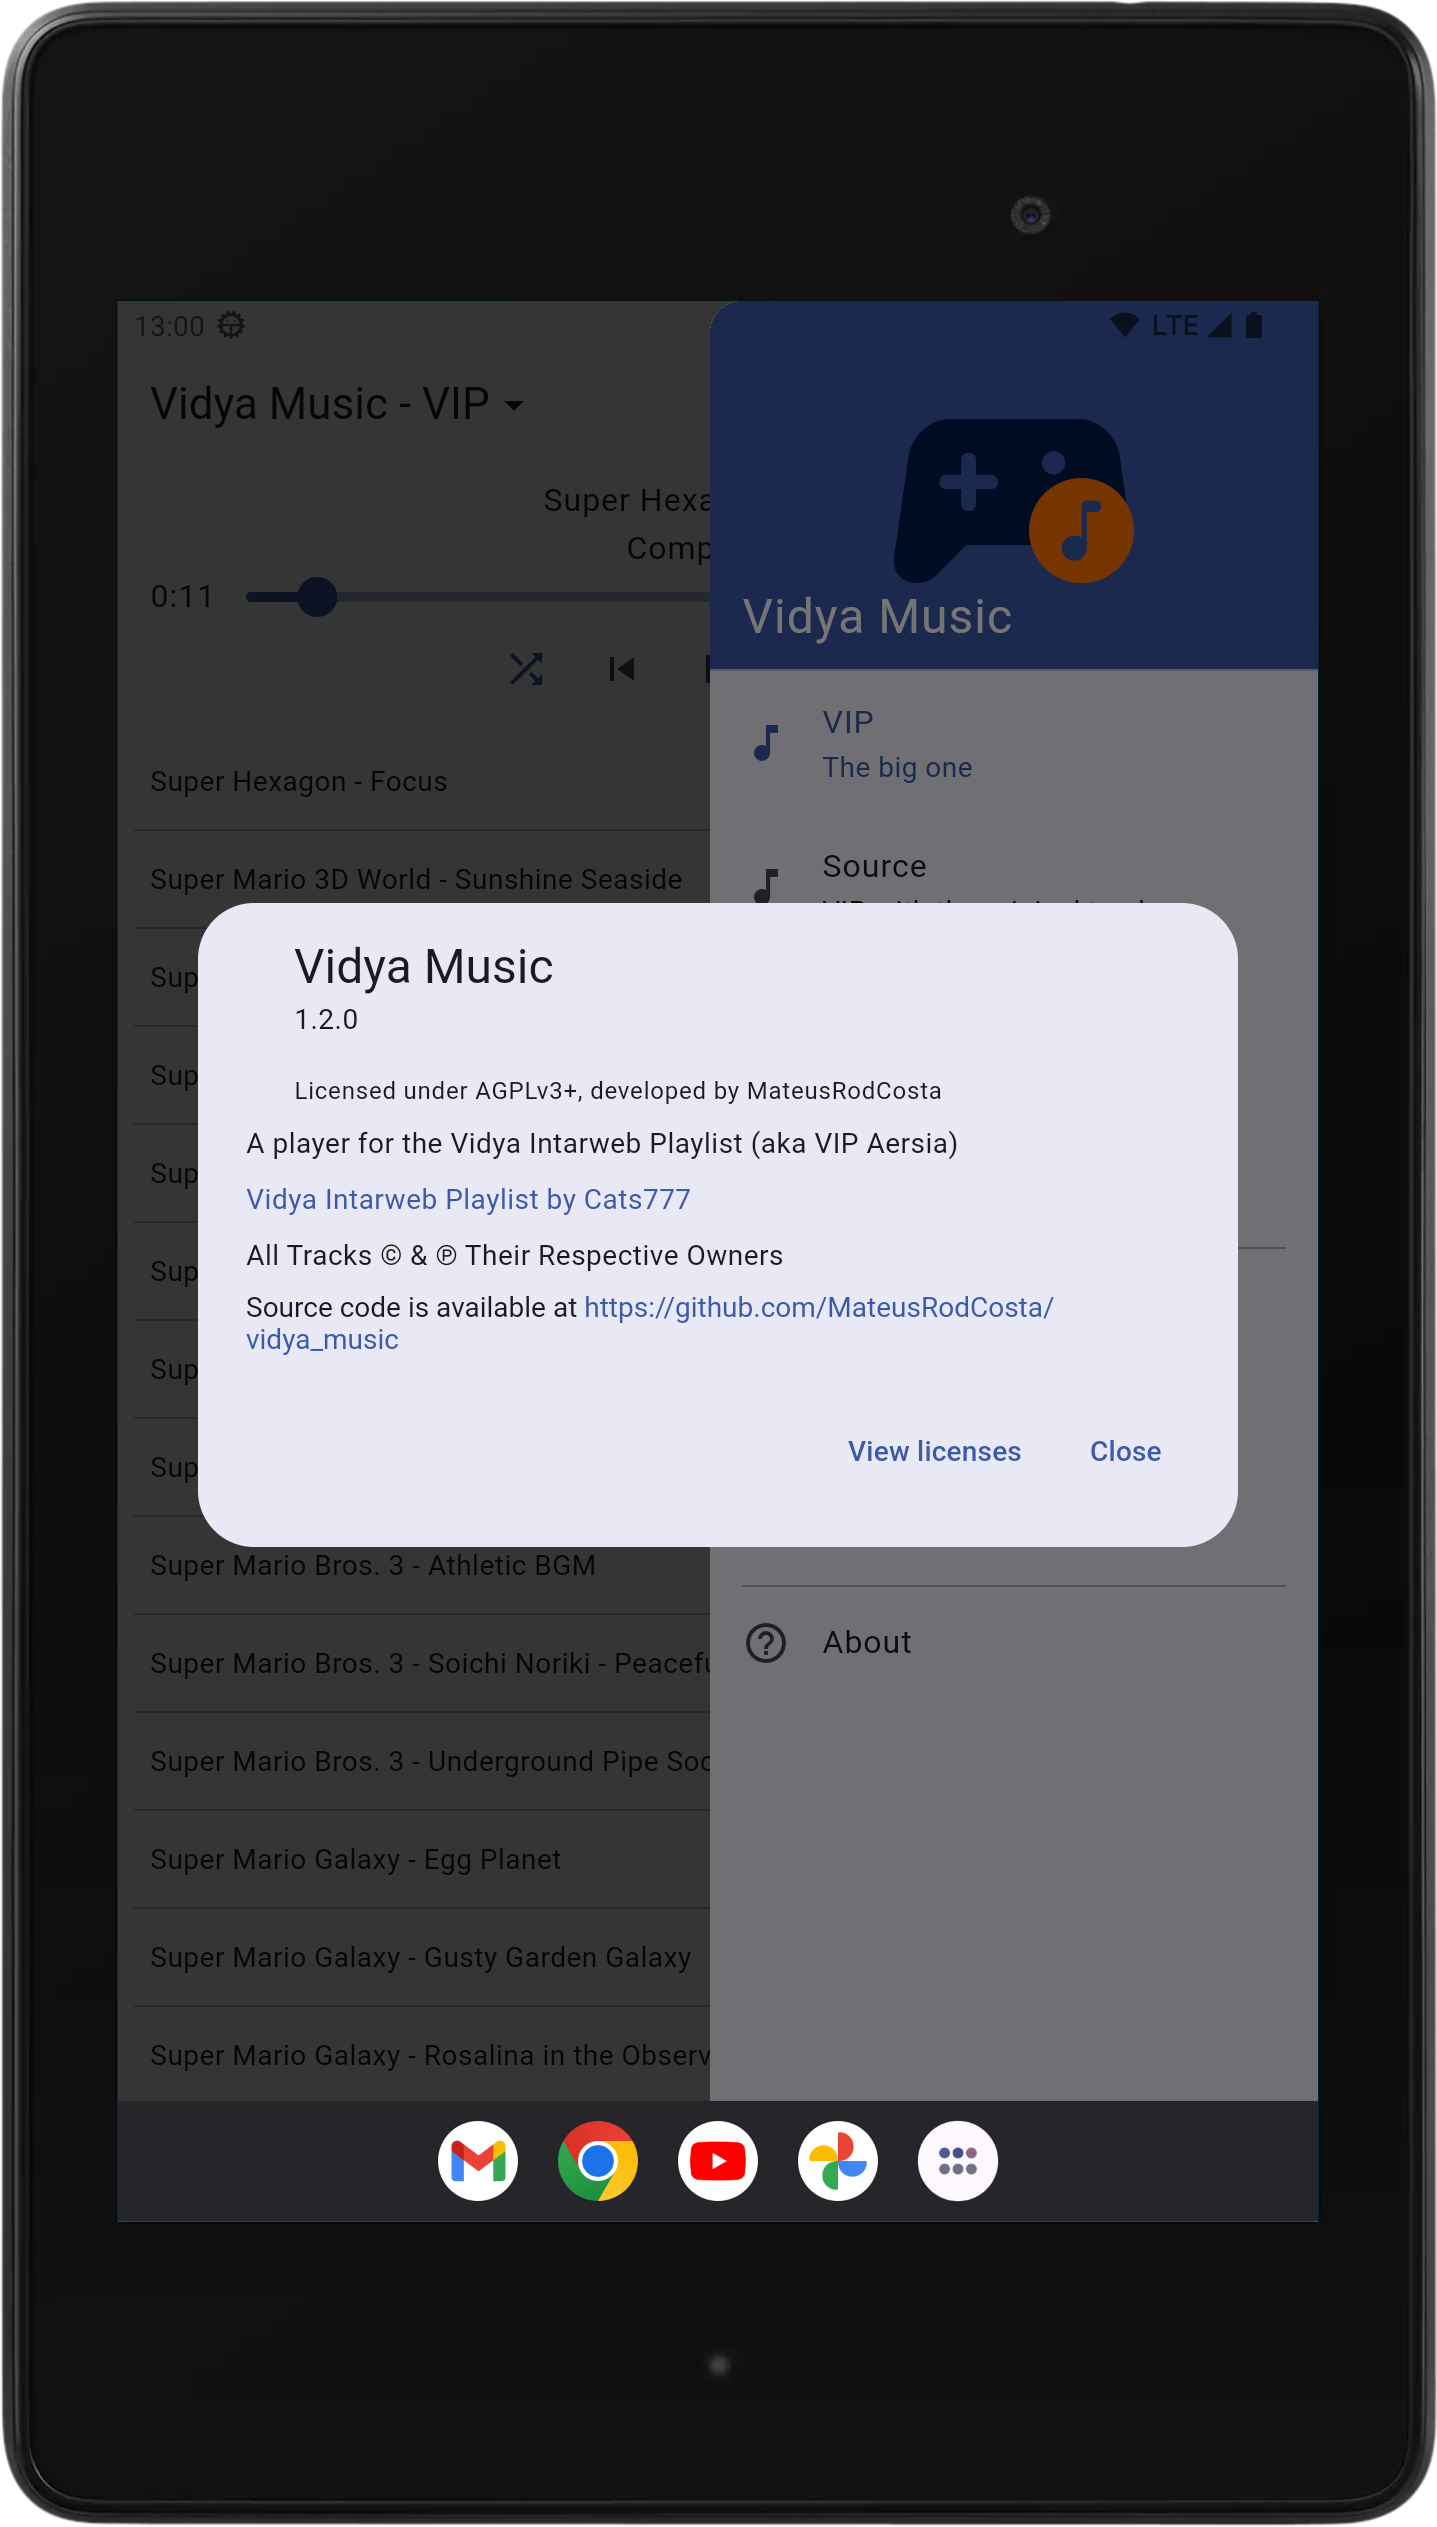 13:00
LTE
Vidya Music - VIP
Super Hexa
Comp
0:11
Vidya Music
VIP
The big one
Source
Super Hexagon - Focus
Super Mario 3D World - Sunshine Seaside
Sup
Sup
Sup
Sup
Sup
Sup
Vidya Music
1.2.0
Licensed under AGPLv3+, developed by MateusRodCosta
A player for the Vidya Intarweb Playlist (aka VIP Aersia)
Vidya Intarweb Playlist by Cats777
All Tracks © & ℗ Their Respective Owners
Source code is available at https://github.com/MateusRodCosta/
vidya_music
View licenses
Close
Super Mario Bros. 3 - Athletic BGM
Super Mario Bros. 3 - Soichi Noriki - Peacefu
Super Mario Bros. 3 - Underground Pipe Soc
Super Mario Galaxy - Egg Planet
Super Mario Galaxy - Gusty Garden Galaxy
Super Mario Galaxy - Rosalina in the Observ
About